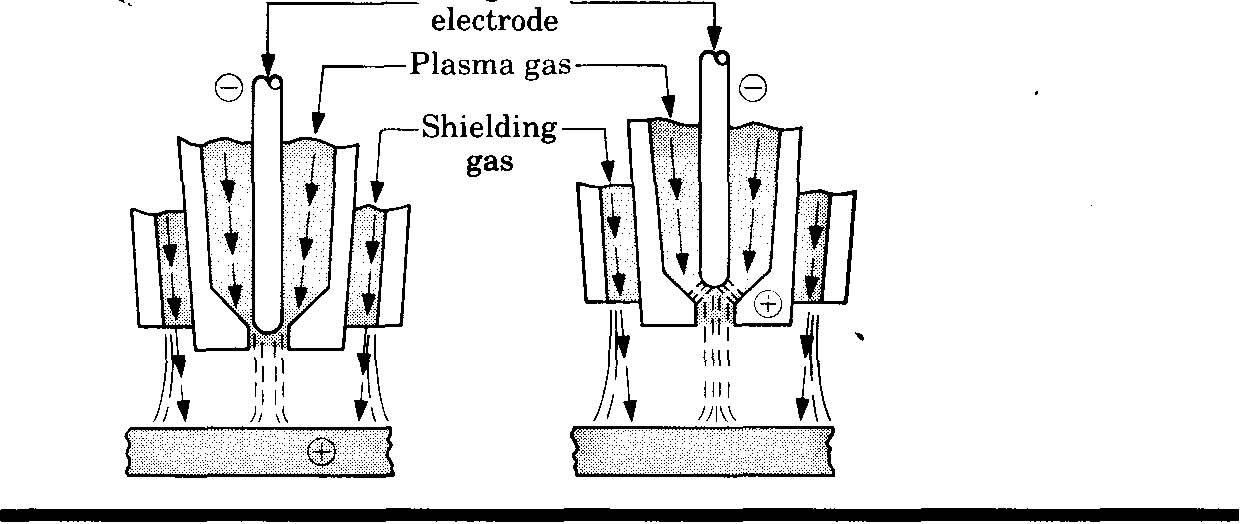 electrode
Plasma gas
Shielding
gas
⊖
⊖
⊕
⊕